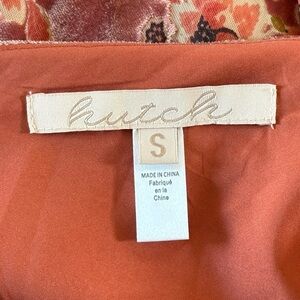 hutch
S
MADE IN CHINA
Fabriqué
en la
Chine